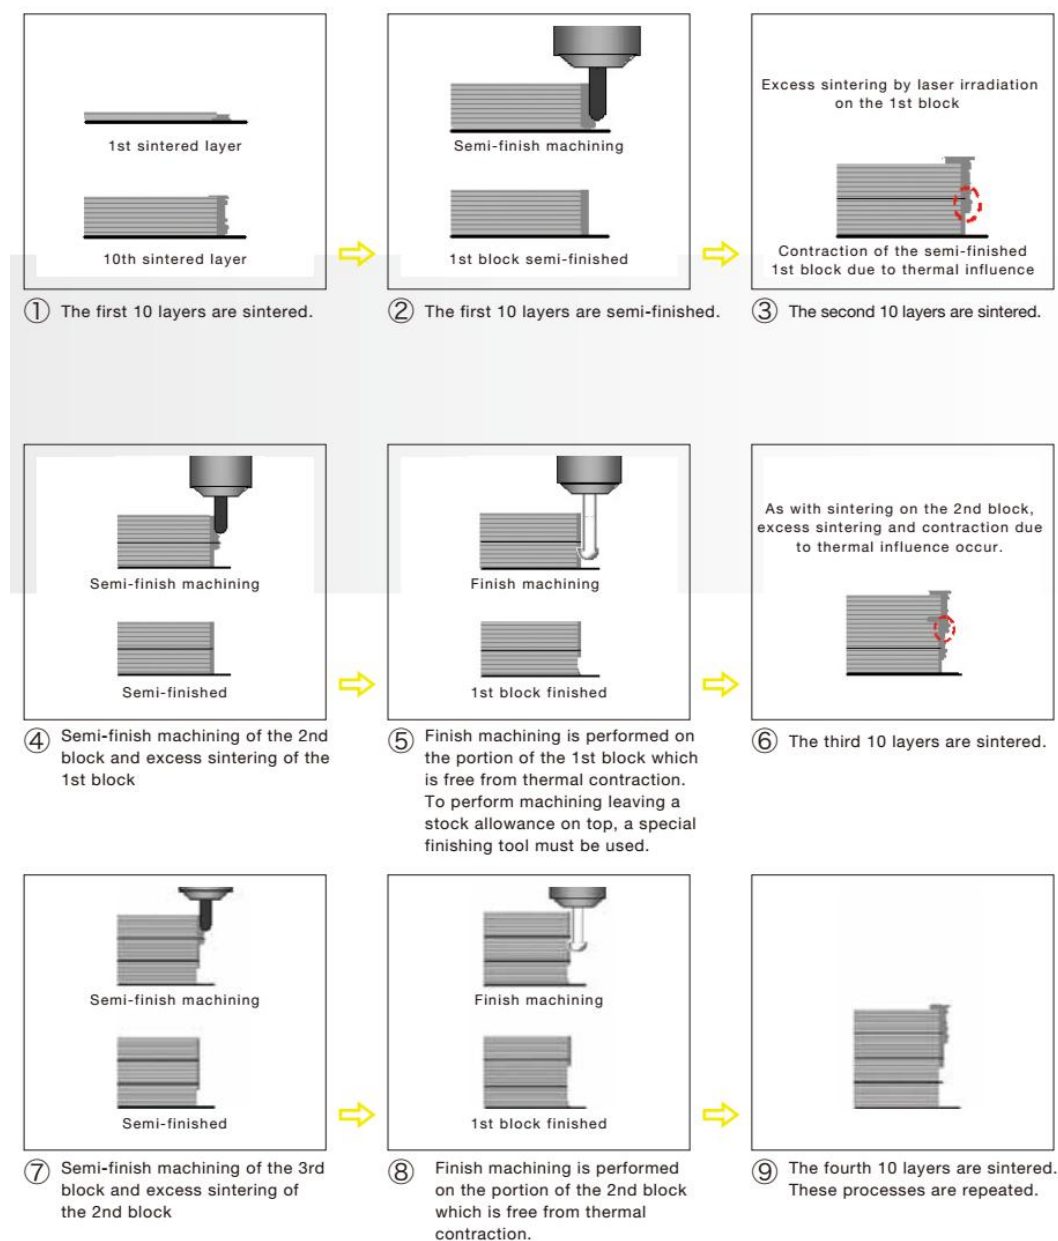 1st sintered layer
10th sintered layer
① The first 10 layers are sintered.
Semi-finish machining
1st block semi-finished
② The first 10 layers are semi-finished.
Excess sintering by laser irradiation
on the 1st block
Contraction of the semi-finished
1st block due to thermal influence
③ The second 10 layers are sintered.
Semi-finish machining
Semi-finished
④ Semi-finish machining of the 2nd
block and excess sintering of the
1st block
Finish machining
1st block finished
⑤ Finish machining is performed on
the portion of the 1st block which
is free from thermal contraction.
To perform machining leaving a
stock allowance on top, a special
finishing tool must be used.
As with sintering on the 2nd block,
excess sintering and contraction due
to thermal influence occur.
⑥ The third 10 layers are sintered.
Semi-finish machining
Semi-finished
⑦ Semi-finish machining of the 3rd
block and excess sintering of
the 2nd block
Finish machining
1st block finished
⑧ Finish machining is performed
on the portion of the 2nd block
which is free from thermal
contraction.
⑨ The fourth 10 layers are sintered.
These processes are repeated.